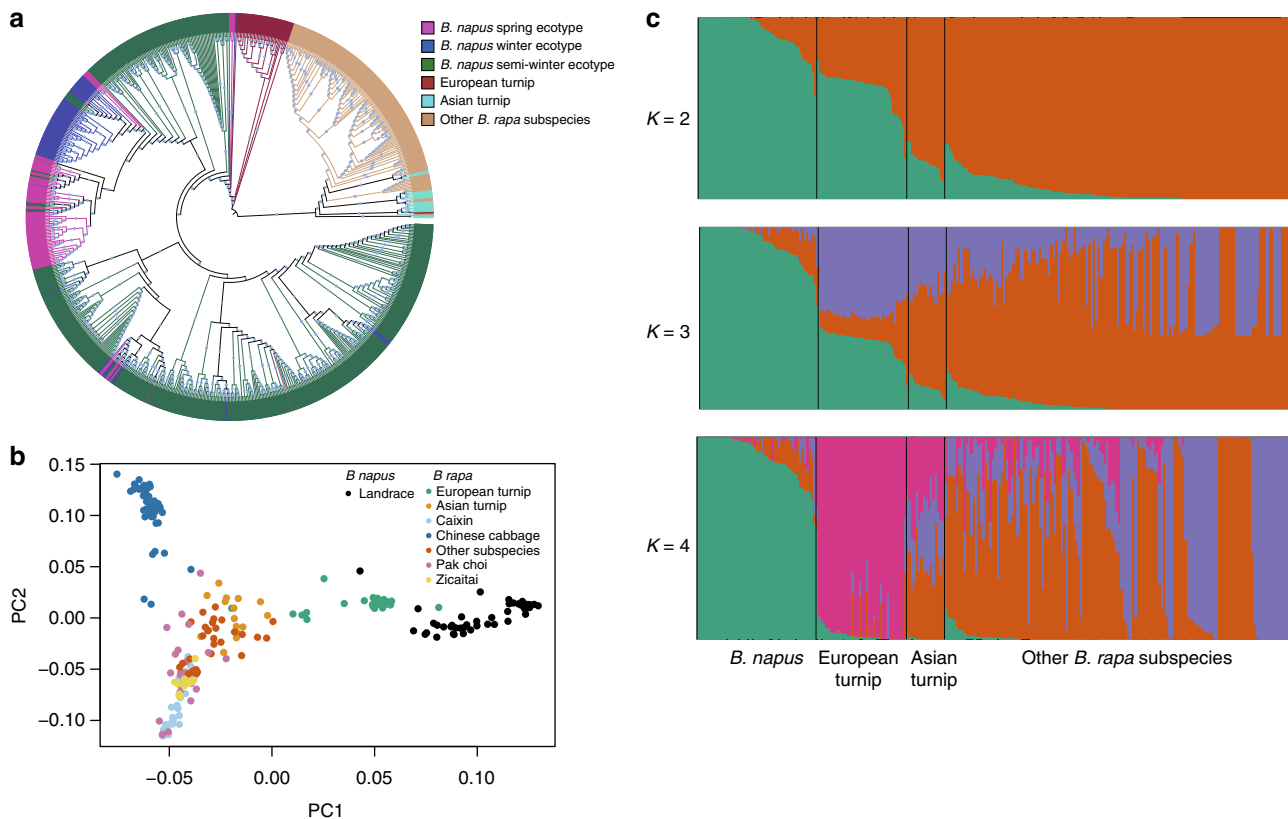 a
B. napus spring ecotype
B. napus winter ecotype
B. napus semi-winter ecotype
European turnip
Asian turnip
Other B. rapa subspecies
b
0.15
0.10
0.05
0.00
−0.05
−0.10
PC2
−0.05
0.00
0.05
0.10
PC1
B napus
Landrace
B. rapa
European turnip
Asian turnip
Caixin
Chinese cabbage
Other subspecies
Pak choi
Zicaitai
c
K = 2
K = 3
K = 4
B. napus
European
turnip
Asian
turnip
Other B. rapa subspecies